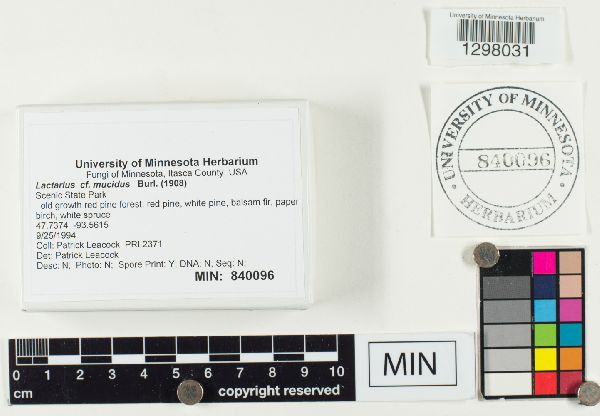 University of Minnesota Herbarium
1298031
University of Minnesota Herbarium
Fungi of Minnesota, Itasca County USA
Lactarius cf. mucidus Burl. (1908)
Scenic State Park
old growth red pine forest, red pine, white pine, balsam fir, paper
birch, white spruce
47.7374 -93.5615
9/25/1994
Coll: Patrick Leacock PRL2371
Det: Patrick Leacock
Desc: N; Photo: N; Spore Print: Y; DNA: N; Seq: N;
MIN: 840096
UNIVERSITY OF MINNESOTA
840096
HERBARIUM
0 1 2 3 4 5 6 7 8 9 10
cm
copyright reserved
MIN